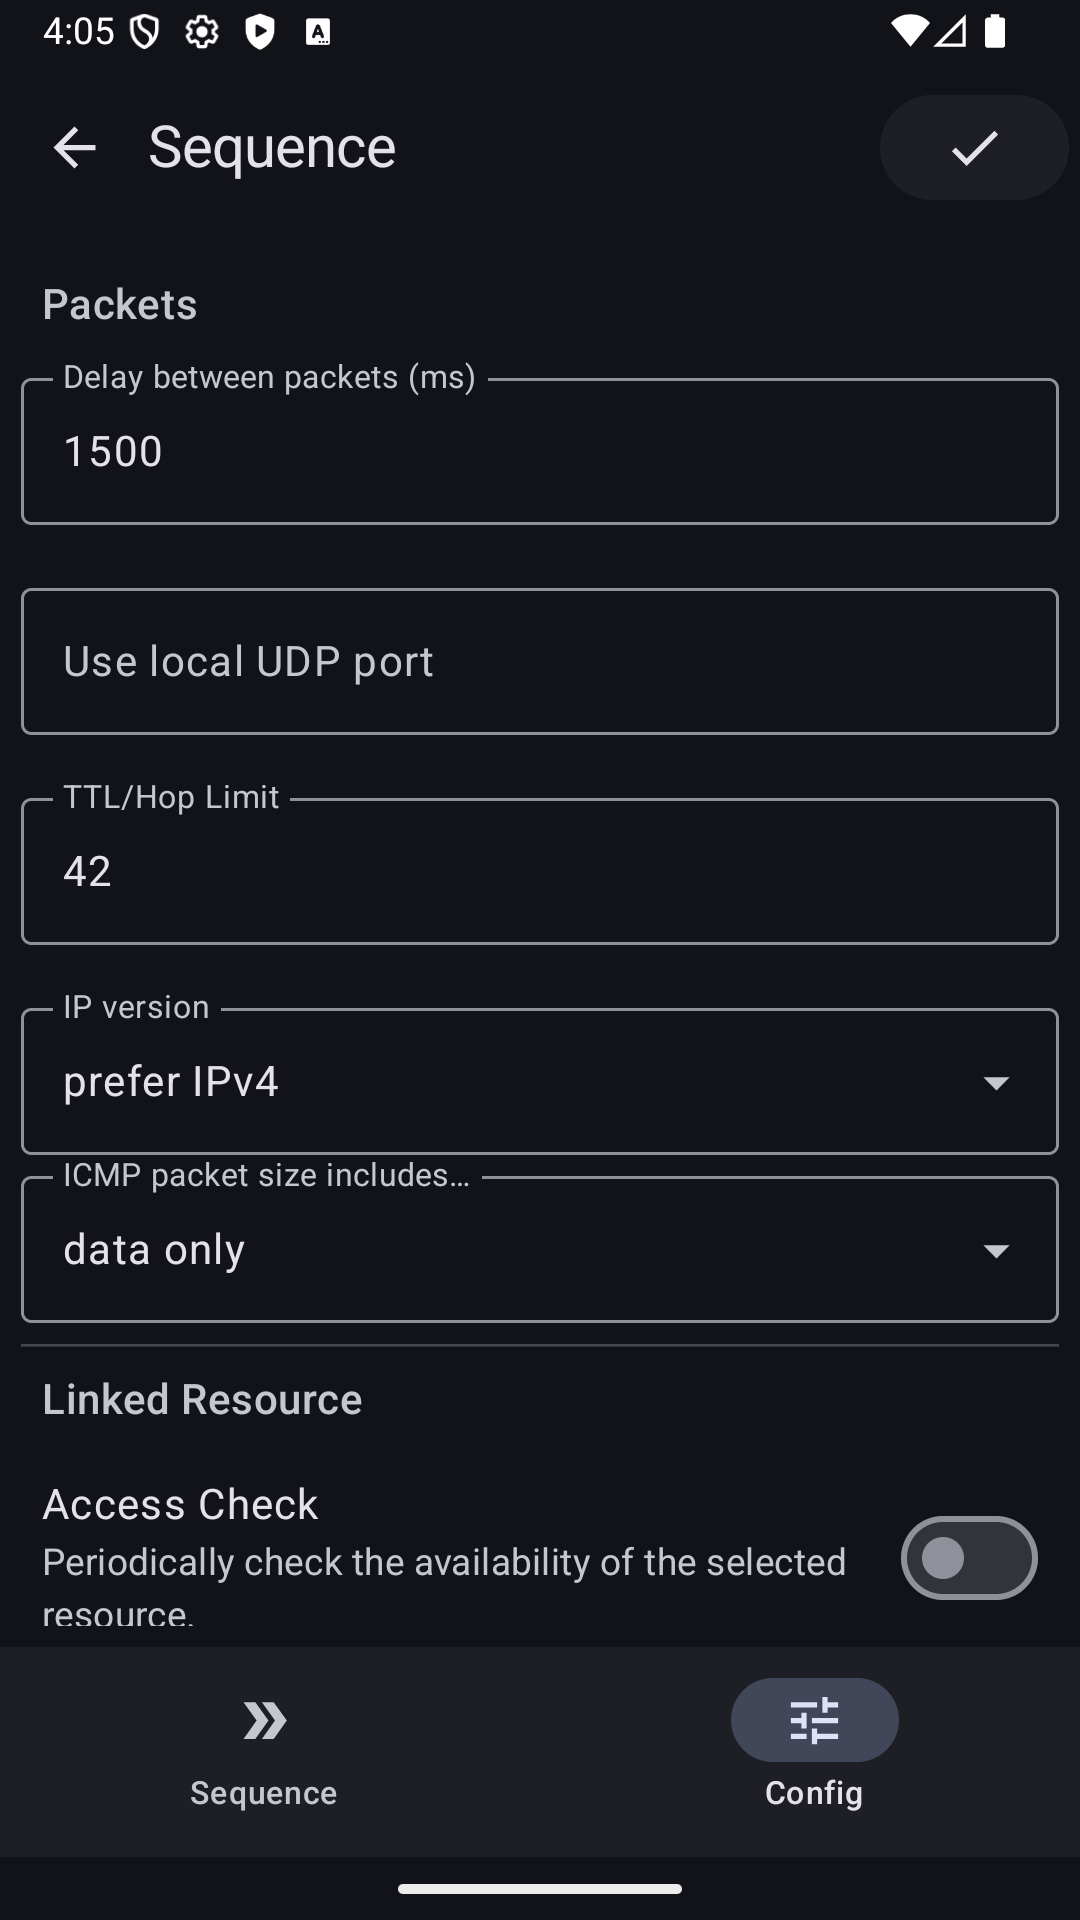 4:05
Sequence
Packets
Delay between packets (ms)
1500
Use local UDP port
TTL/Hop Limit
42
IP version
prefer IPv4
ICMP packet size includes…
data only
Linked Resource
Access Check
Periodically check the availability of the selected
resource.
Sequence
Config